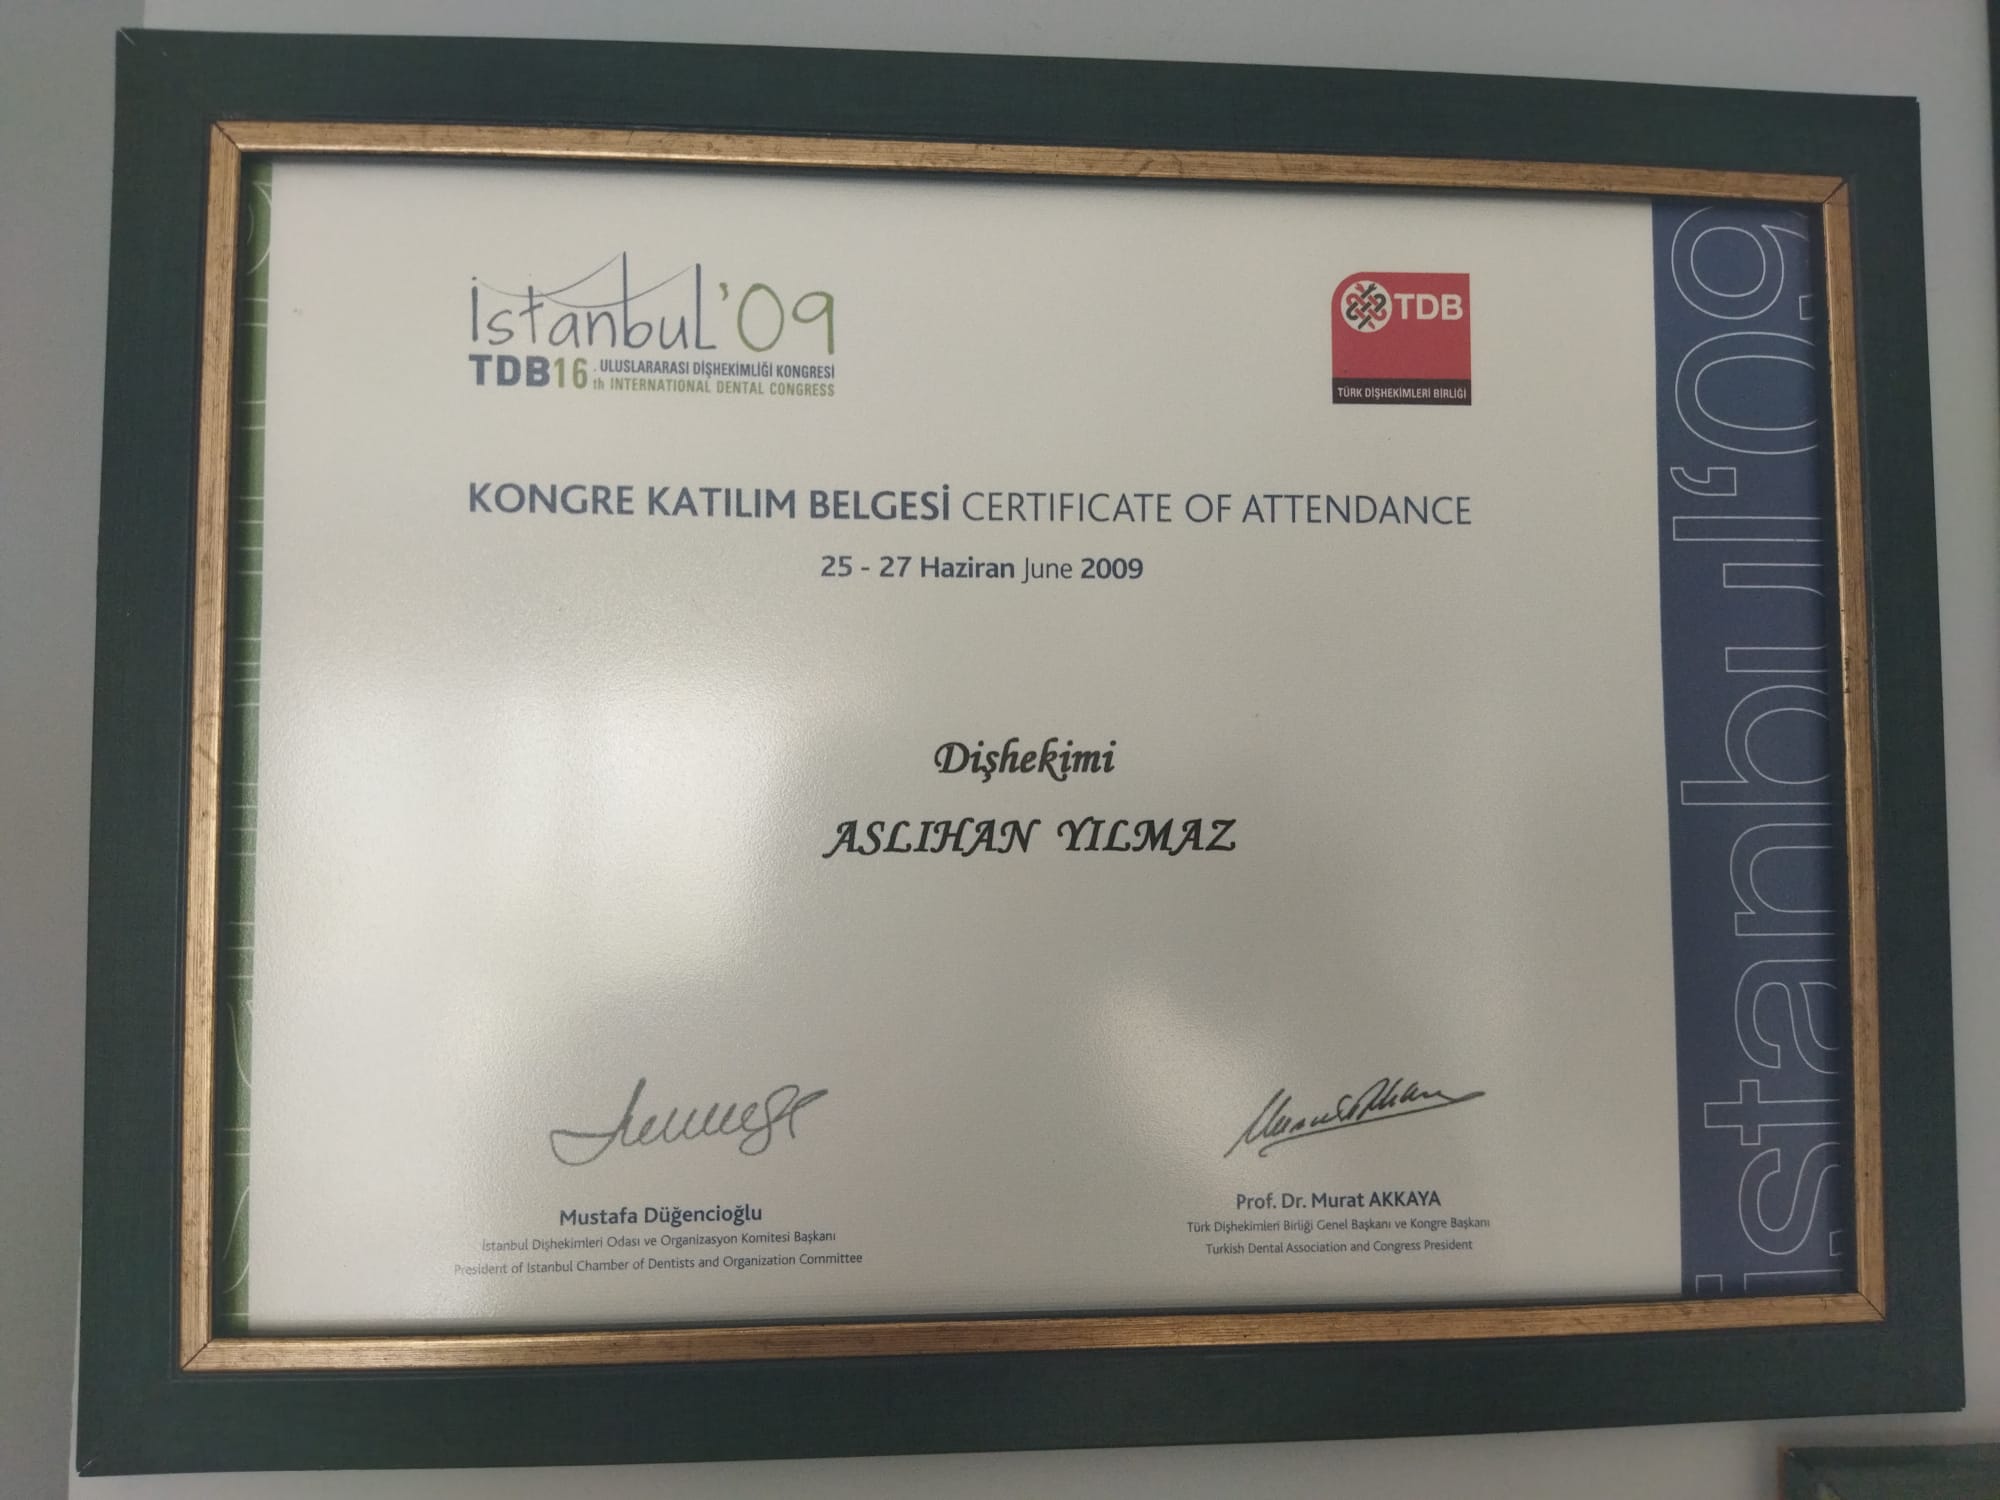 İstanbul '09
TDB16. ULUSLARARASI DİŞHEKİMLİĞİ KONGRESİ
th INTERNATIONAL DENTAL CONGRESS
TDB
TÜRK DİŞHEKİMLERİ BİRLİĞİ
KONGRE KATILIM BELGESİ CERTIFICATE OF ATTENDANCE
25 - 27 Haziran June 2009
Dişhekimi
ASLIHAN YILMAZ
Mustafa Düğencioğlu
İstanbul Dişhekimleri Odası ve Organizasyon Komitesi Başkanı
President of Istanbul Chamber of Dentists and Organization Committee
Prof. Dr. Murat AKKAYA
Türk Dişhekimleri Birliği Genel Başkanı ve Kongre Başkanı
Turkish Dental Association and Congress President
istanbul'09